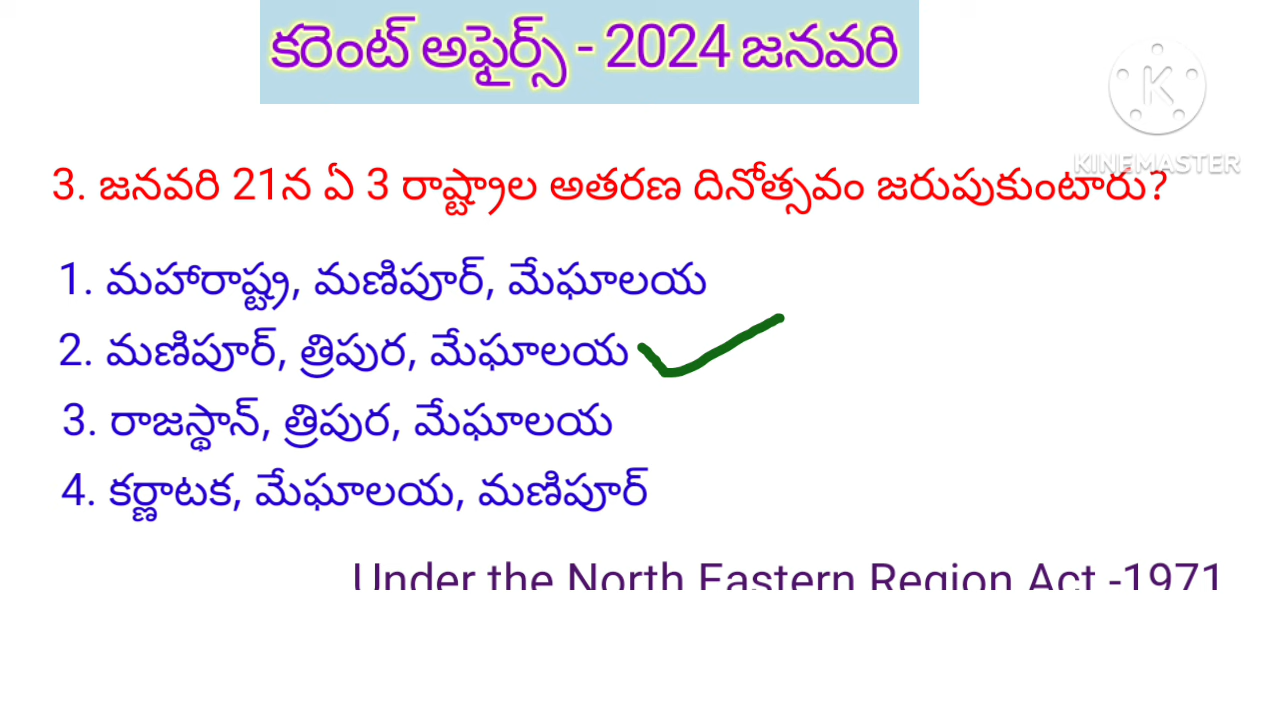 కరెంట్ అఫైర్స్ - 2024 జనవరి
K
KINEMASTER
3. జనవరి 21న ఏ 3 రాష్ట్రాల అతరణ దినోత్సవం జరుపుకుంటారు?
1. మహారాష్ట్ర, మణిపూర్, మేఘాలయ
2. మణిపూర్, త్రిపుర, మేఘాలయ
3. రాజస్థాన్, త్రిపుర, మేఘాలయ
4. కర్ణాటక, మేఘాలయ, మణిపూర్
Under the North Eastern Region Act -1971